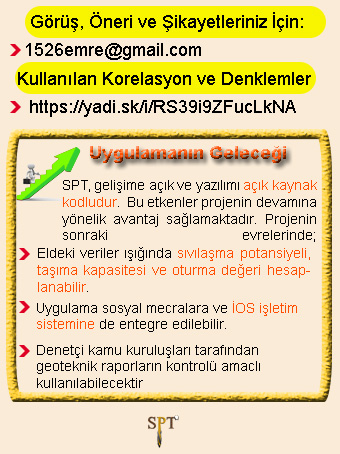 Görüş, Öneri ve Şikayetleriniz İçin:
1526emre@gmail.com
Kullanılan Korelasyon ve Denklemler
https://yadi.sk/i/RS39i9ZFucLkNA
Uygulamanın Geleceği
SPT, gelişime açık ve yazılımı açık kaynak
kodludur. Bu etkenler projenin devamına
yönelik avantaj sağlamaktadır. Projenin
sonraki evrelerinde;
Eldeki veriler ışığında sıvılaşma potansiyeli,
taşıma kapasitesi ve oturma değeri hesap-
lanabilir.
Uygulama sosyal mecralara ve İOS işletim
sistemine de entegre edilebilir.
Denetçi kamu kuruluşları tarafından
geoteknik raporların kontrolü amaclı
kullanılabilecektir
SPT